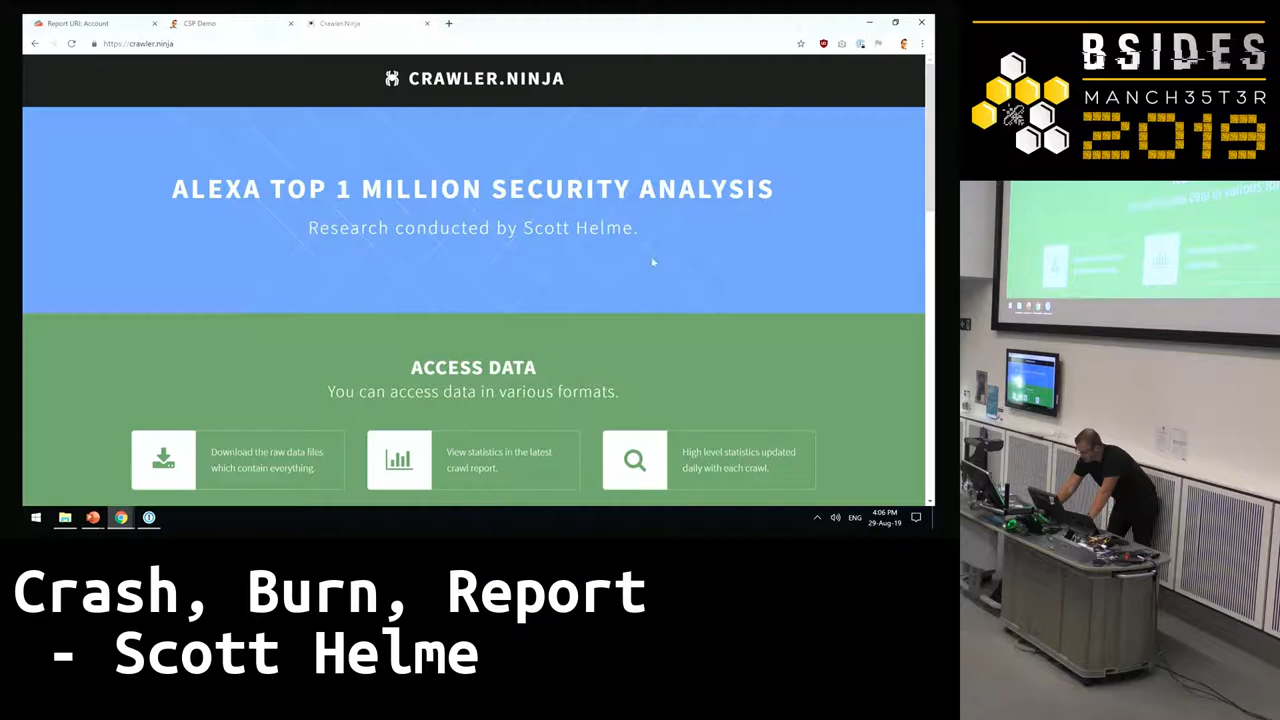 Report URI: Account
CSP Demo
Crawler.Ninja
https://crawler.ninja
CRAWLER.NINJA
ALEXA TOP 1 MILLION SECURITY ANALYSIS
Research conducted by Scott Helme.
ACCESS DATA
You can access data in various formats.
Download the raw data files
which contain everything.
View statistics in the latest
crawl report.
High level statistics updated
daily with each crawl.
ENG
4:06 PM
29-Aug-19
BSIDES
MANCH35T3R
2019
Crash, Burn, Report
- Scott Helme